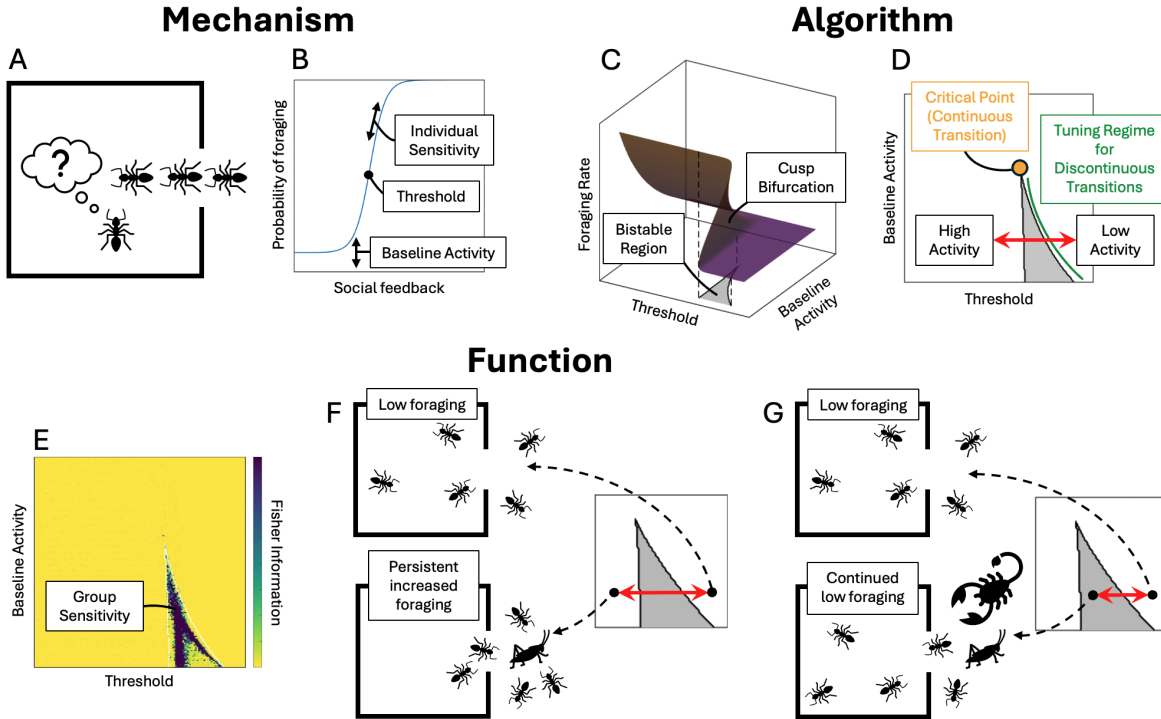 Mechanism
Algorithm
A
?
B
Probability of foraging
Individual
Sensitivity
Threshold
Baseline Activity
Social feedback
C
Foraging Rate
Cusp
Bifurcation
Bistable
Region
Threshold
Baseline
Activity
D
Critical Point
(Continuous
Transition)
Tuning Regime
for
Discontinuous
Transitions
Baseline Activity
High
Activity
Low
Activity
Threshold
Function
E
Baseline Activity
Group
Sensitivity
Fisher Information
Threshold
F
Low foraging
Persistent
increased
foraging
G
Low foraging
Continued
low foraging